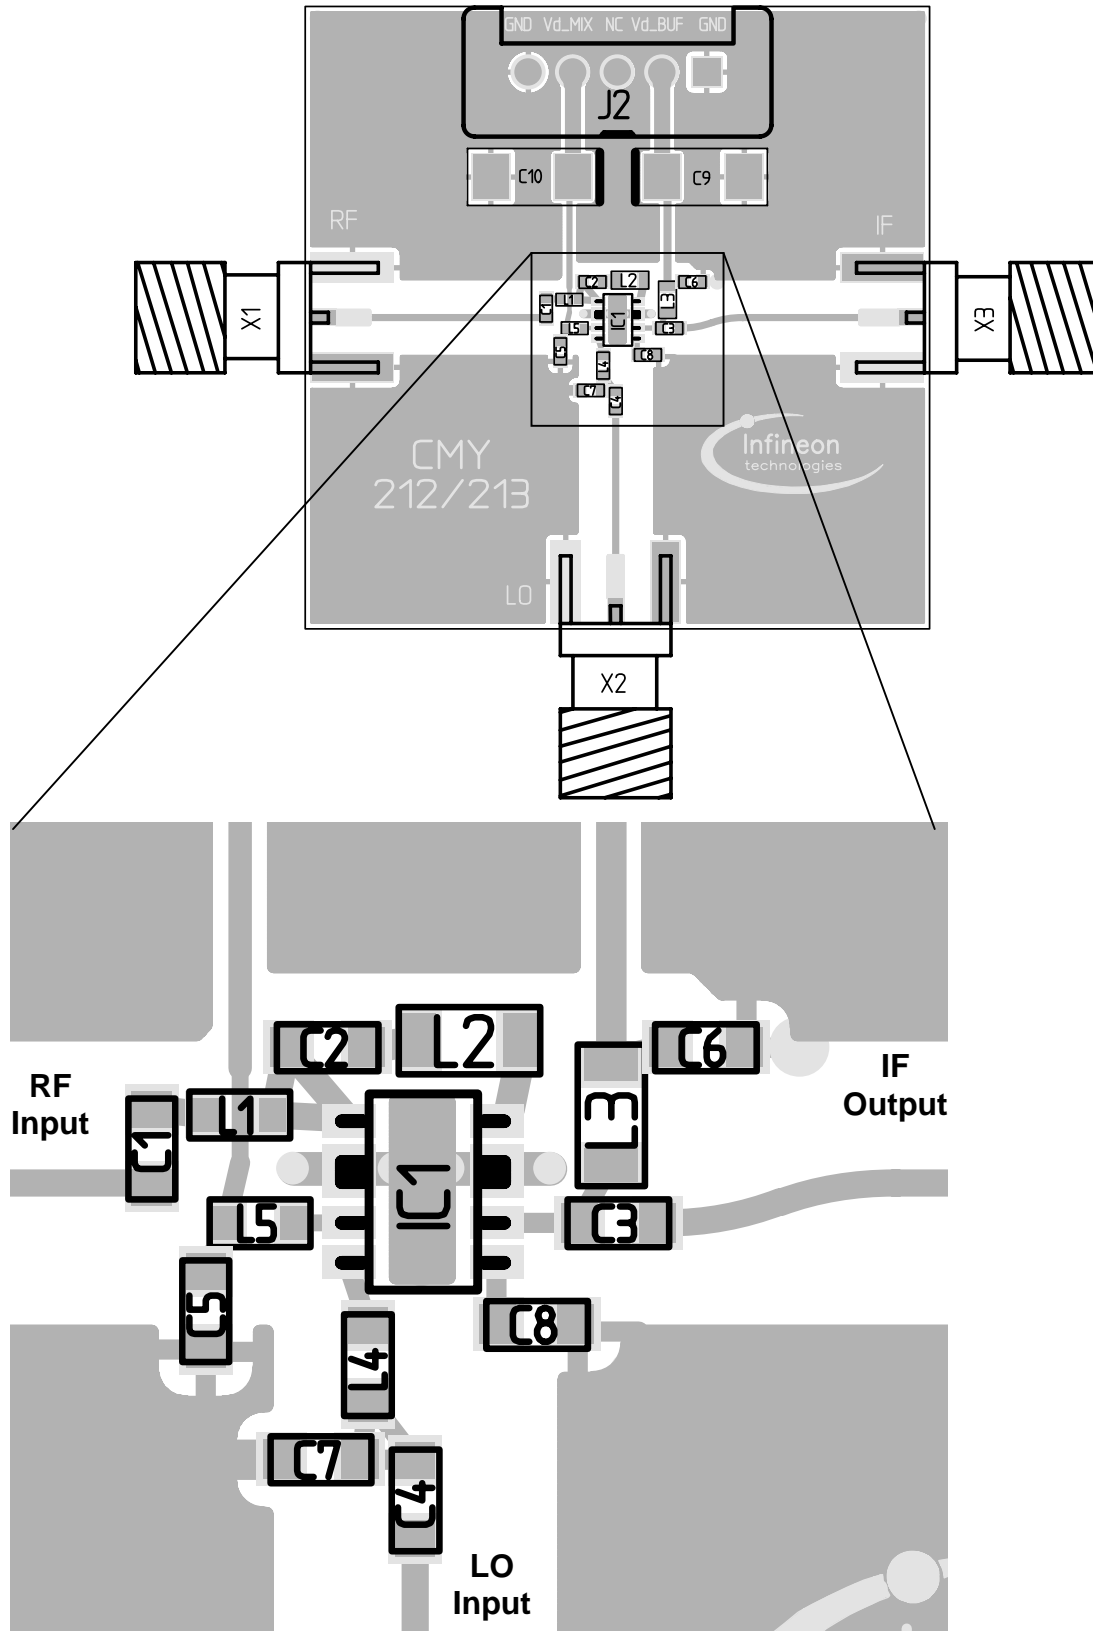 GND Vd_MIX NC Vd_BUF GND
J2
C10 C9
RF IF
C2 L2 C6
C1 L1 L3
IC1
L5 C3
C5 L4 C8
C7 C4
X1 X3
CMY
212/213
Infineon
technologies
LO
X2
C2 L2 C6
RF
Input
IF
Output
C1 L1 L3
IC1
L5 C3
C5 C8
L4
C7
C4
LO
Input